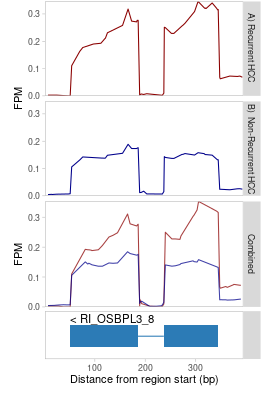 0.3
0.2
0.1
0.0
A) Recurrent HCC
FPM
0.3
0.2
0.1
0.0
B) Non-Recurrent HCC
0.3
0.2
0.1
0.0
Combined
FPM
< RI_OSBPL3_8
100
200
300
Distance from region start (bp)